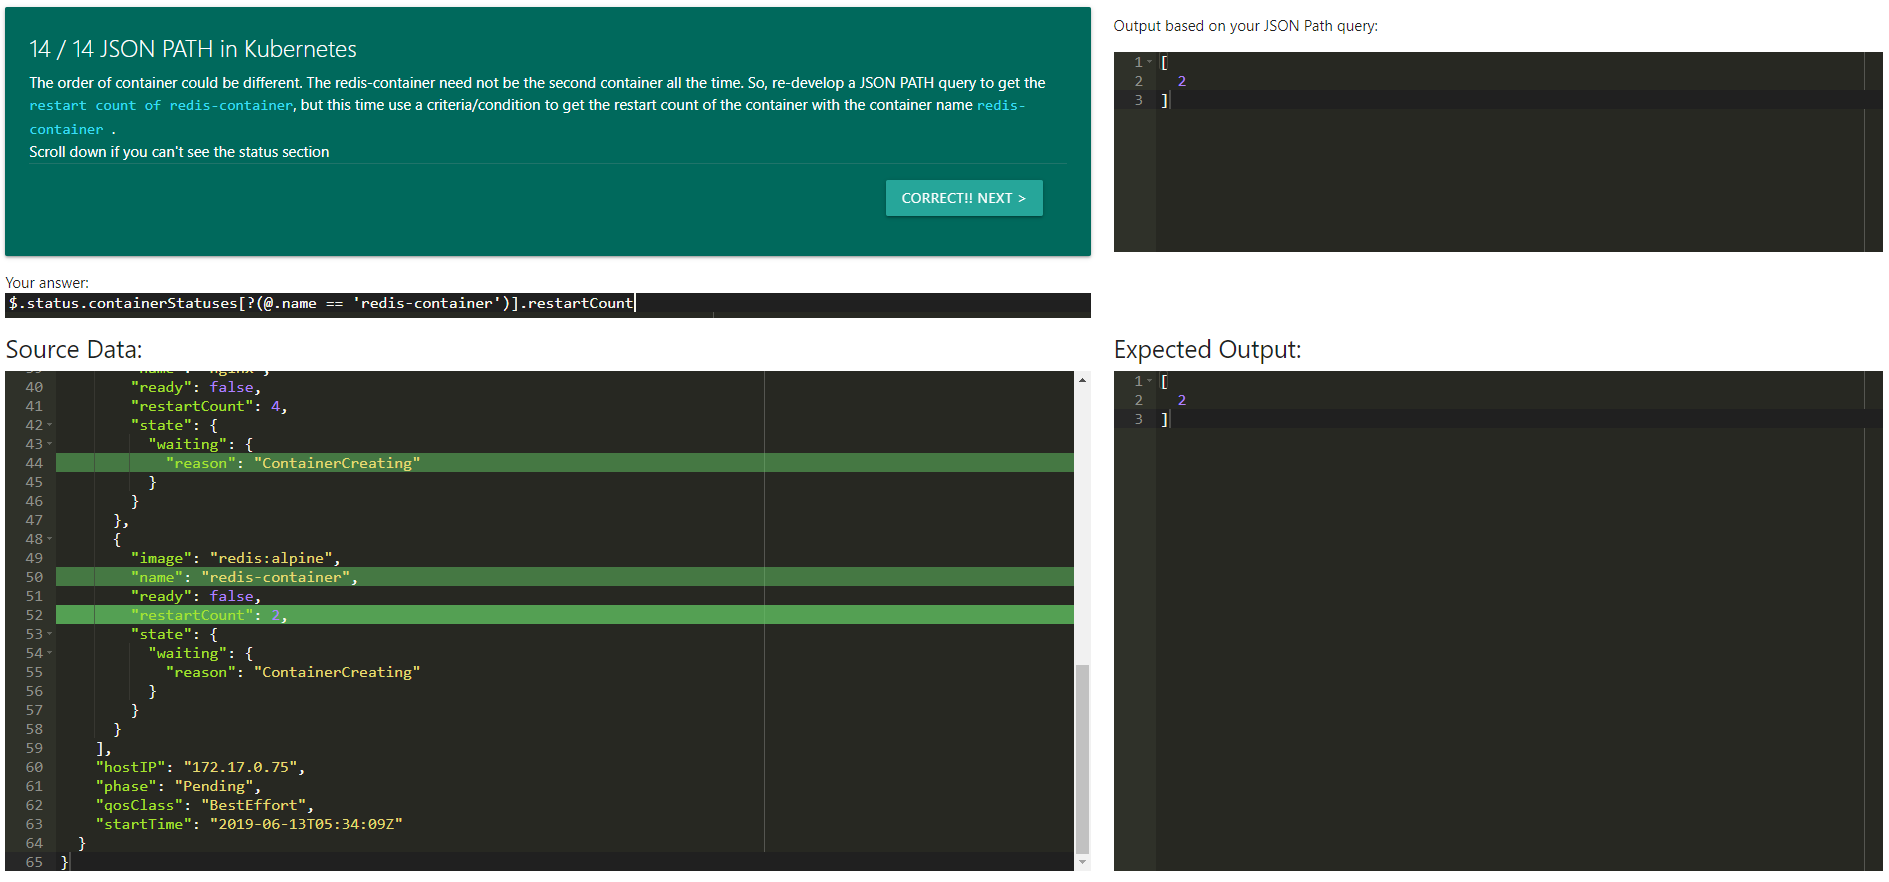 14 / 14 JSON PATH in Kubernetes
The order of container could be different. The redis-container need not be the second container all the time. So, re-develop a JSON PATH query to get the
restart count of redis-container, but this time use a criteria/condition to get the restart count of the container with the container name redis-
container .
Scroll down if you can't see the status section
CORRECT!! NEXT >
Your answer:
$.status.containerStatuses[?(@.name == 'redis-container')].restartCount
Source Data:
40 "ready": false,
41 "restartCount": 4,
42 "state": {
43 "waiting": {
44 "reason": "ContainerCreating"
45 }
46 }
47 },
48 {
49 "image": "redis:alpine",
50 "name": "redis-container",
51 "ready": false,
52 "restartCount": 2,
53 "state": {
54 "waiting": {
55 "reason": "ContainerCreating"
56 }
57 }
58 }
59 ],
60 "hostIP": "172.17.0.75",
61 "phase": "Pending",
62 "qosClass": "BestEffort",
63 "startTime": "2019-06-13T05:34:09Z"
64 }
65 }
Output based on your JSON Path query:
1 [
2 2
3 ]
Expected Output:
1 [
2 2
3 ]